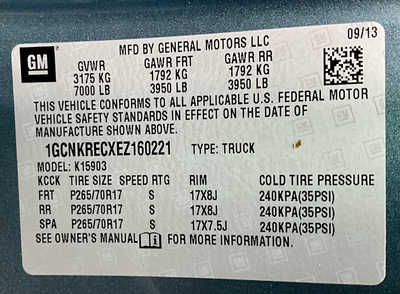 GM
MFD BY GENERAL MOTORS LLC 09/13
GVWR GAWR FRT GAWR RR
3175 KG 1792 KG 1792 KG
7000 LB 3950 LB 3950 LB
THIS VEHICLE CONFORMS TO ALL APPLICABLE U.S. FEDERAL MOTOR
VEHICLE SAFETY STANDARDS IN EFFECT ON THE DATE OF
MANUFACTURE SHOWN ABOVE.
1GCNKRECXEZ160221 TYPE: TRUCK
MODEL: K15903
KCCK TIRE SIZE SPEED RTG RIM COLD TIRE PRESSURE
FRT P265/70R17 S 17X8J 240KPA(35PSI)
RR P265/70R17 S 17X8J 240KPA(35PSI)
SPA P265/70R17 S 17X7.5J 240KPA(35PSI)
SEE OWNER'S MANUAL FOR MORE INFORMATION.